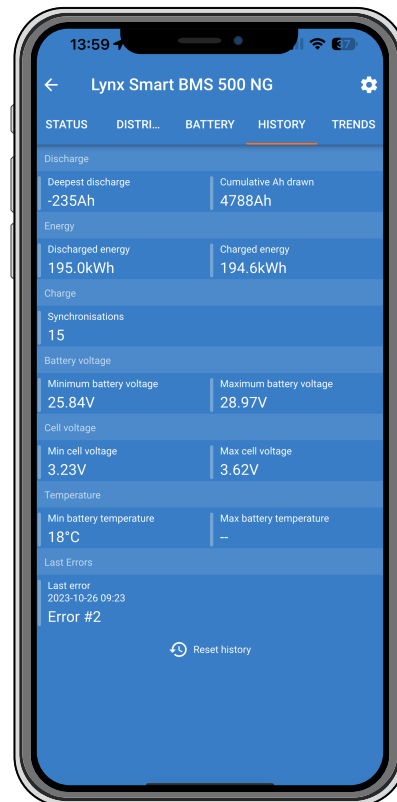 13:59
37
Lynx Smart BMS 500 NG
STATUS DISTRI... BATTERY HISTORY TRENDS
Discharge
Deepest discharge Cumulative Ah drawn
-235Ah 4788Ah
Energy
Discharged energy Charged energy
195.0kWh 194.6kWh
Charge
Synchronisations
15
Battery voltage
Minimum battery voltage Maximum battery voltage
25.84V 28.97V
Cell voltage
Min cell voltage Max cell voltage
3.23V 3.62V
Temperature
Min battery temperature Max battery temperature
18°C --
Last Errors
Last error
2023-10-26 09:23
Error #2
Reset history